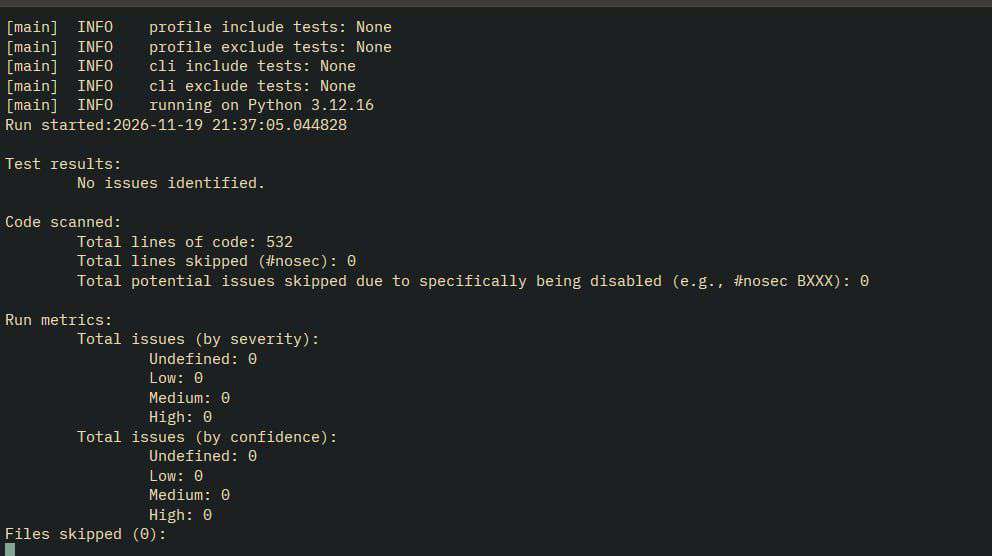 [main]  INFO    profile include tests: None
[main]  INFO    profile exclude tests: None
[main]  INFO    cli include tests: None
[main]  INFO    cli exclude tests: None
[main]  INFO    running on Python 3.12.16
Run started:2026-11-19 21:37:05.044828

Test results:
        No issues identified.

Code scanned:
        Total lines of code: 532
        Total lines skipped (#nosec): 0
        Total potential issues skipped due to specifically being disabled (e.g., #nosec BXXX): 0

Run metrics:
        Total issues (by severity):
                Undefined: 0
                Low: 0
                Medium: 0
                High: 0
        Total issues (by confidence):
                Undefined: 0
                Low: 0
                Medium: 0
                High: 0
Files skipped (0):